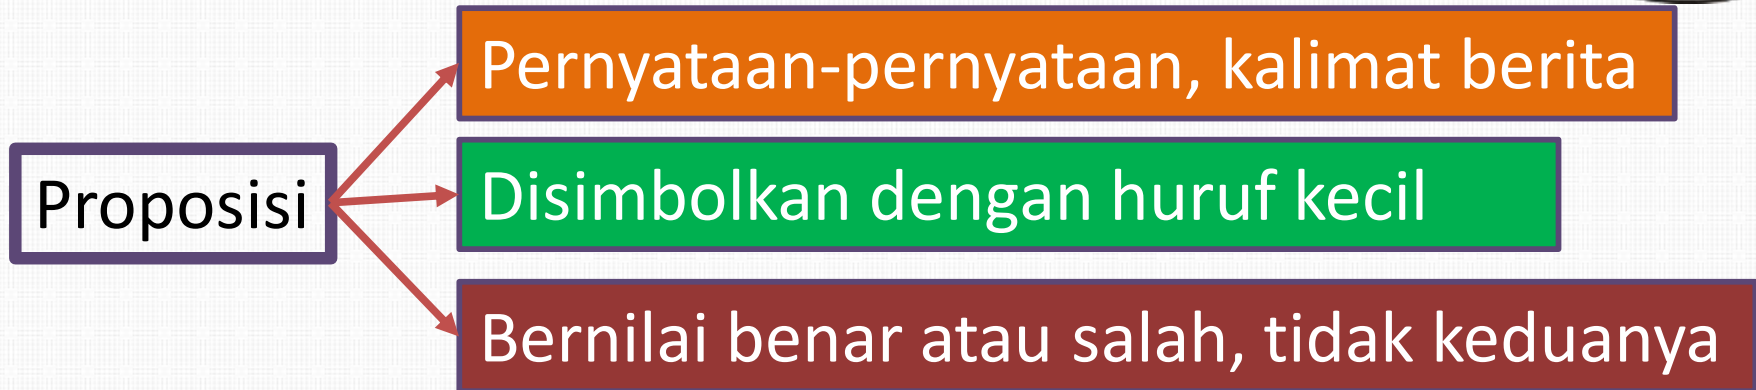 Pernyataan-pernyataan, kalimat berita
Proposisi
Disimbolkan dengan huruf kecil
Bernilai benar atau salah, tidak keduanya